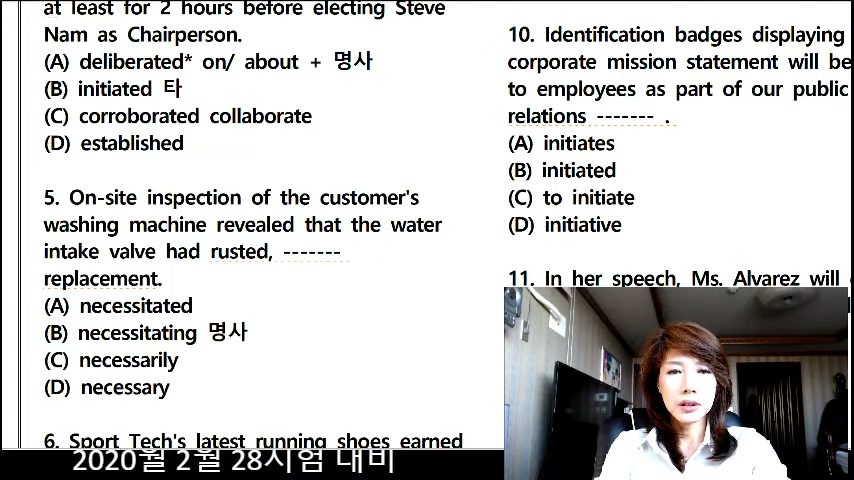 at least for 2 hours before electing Steve
Nam as Chairperson.
(A) deliberated* on/ about + 명사
(B) initiated 타
(C) corroborated collaborate
(D) established
5. On-site inspection of the customer's
washing machine revealed that the water
intake valve had rusted, -------
replacement.
(A) necessitated
(B) necessitating 명사
(C) necessarily
(D) necessary
6. Sport Tech's latest running shoes earned
10. Identification badges displaying
corporate mission statement will be
to employees as part of our public
relations ------- .
(A) initiates
(B) initiated
(C) to initiate
(D) initiative
11. In her speech, Ms. Alvarez will
2020월 2월 28시험 대비